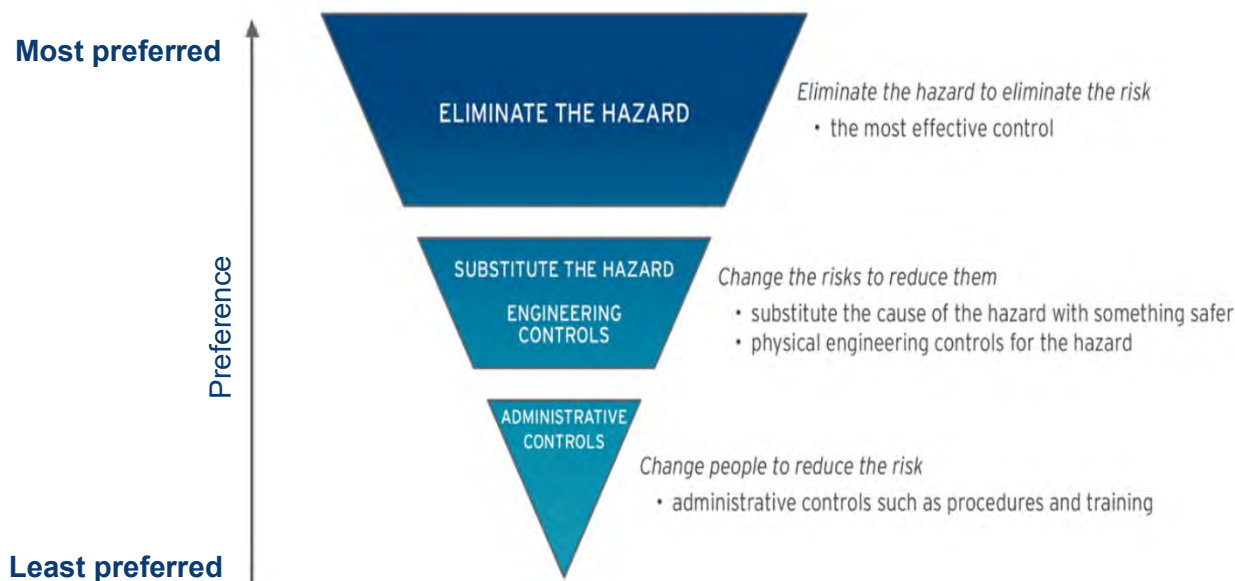 Most preferred
ELIMINATE THE HAZARD
Eliminate the hazard to eliminate the risk
• the most effective control
Preference
SUBSTITUTE THE HAZARD
ENGINEERING
CONTROLS
Change the risks to reduce them
• substitute the cause of the hazard with something safer
• physical engineering controls for the hazard
ADMINISTRATIVE
CONTROLS
Change people to reduce the risk
• administrative controls such as procedures and training
Least preferred